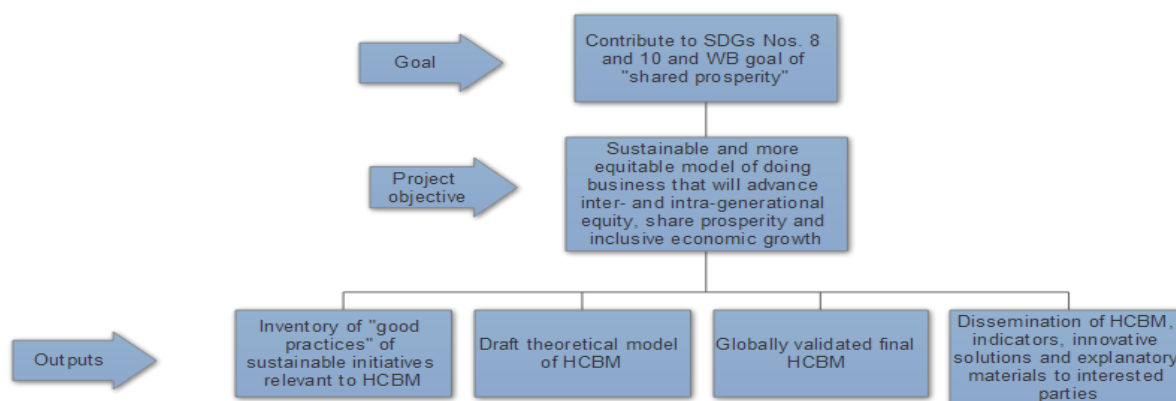 Goal
Contribute to SDGs Nos. 8
and 10 and WB goal of
"shared prosperity"
Project
objective
Sustainable and more
equitable model of doing
business that will advance
inter- and intra-generational
equity, share prosperity and
inclusive economic growth
Outputs
Inventory of "good
practices" of
sustainable initiatives
relevant to HCBM
Draft theoretical model
of HCBM
Globally validated final
HCBM
Dissemination of HCBM,
indicators, innovative
solutions and explanatory
materials to interested
parties